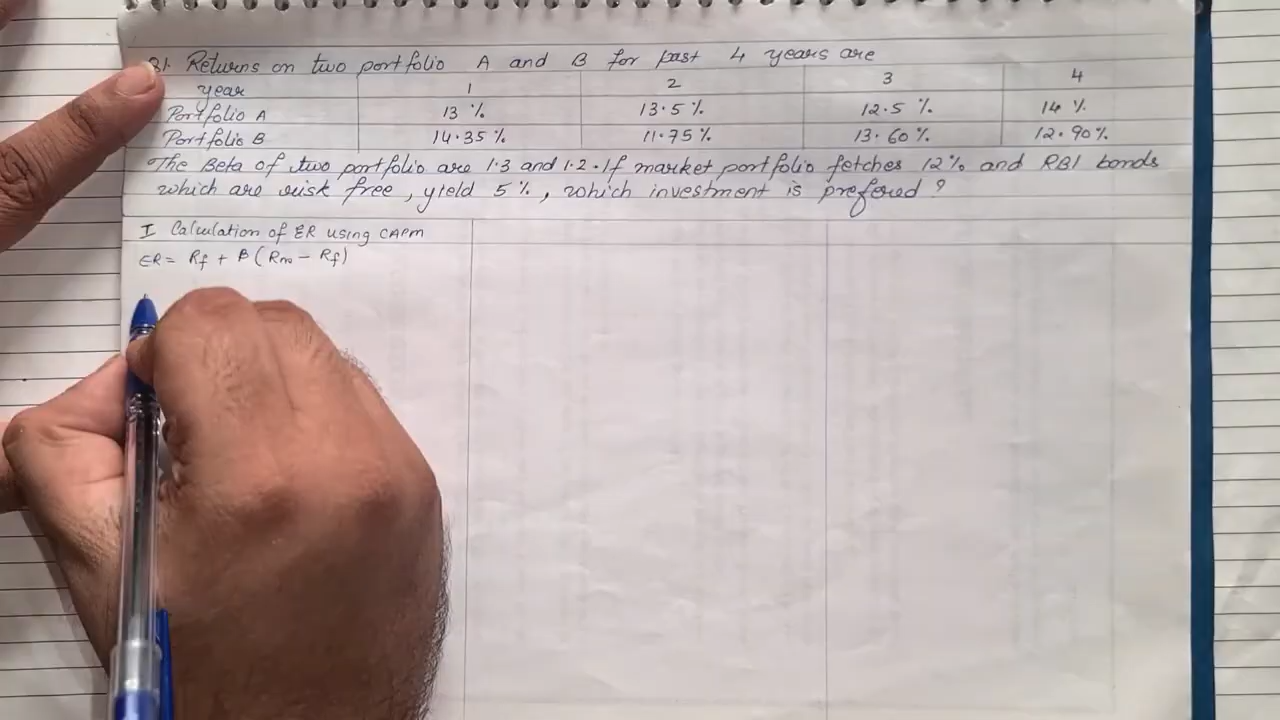 Q1. Returns on two portfolio A and B for past 4 years are
year 1 2 3 4
Portfolio A 13 % 13.5 % 12.5 % 14 %
Portfolio B 14.35 % 11.75 % 13.60 % 12.90 %
The Beta of two portfolio are 1.3 and 1.2. If market portfolio fetches 12% and RBI bonds
which are risk free, yield 5 %, which investment is prefered ?
I Calculation of ER using CAPM
ER = Rf + B (Rm - Rf)